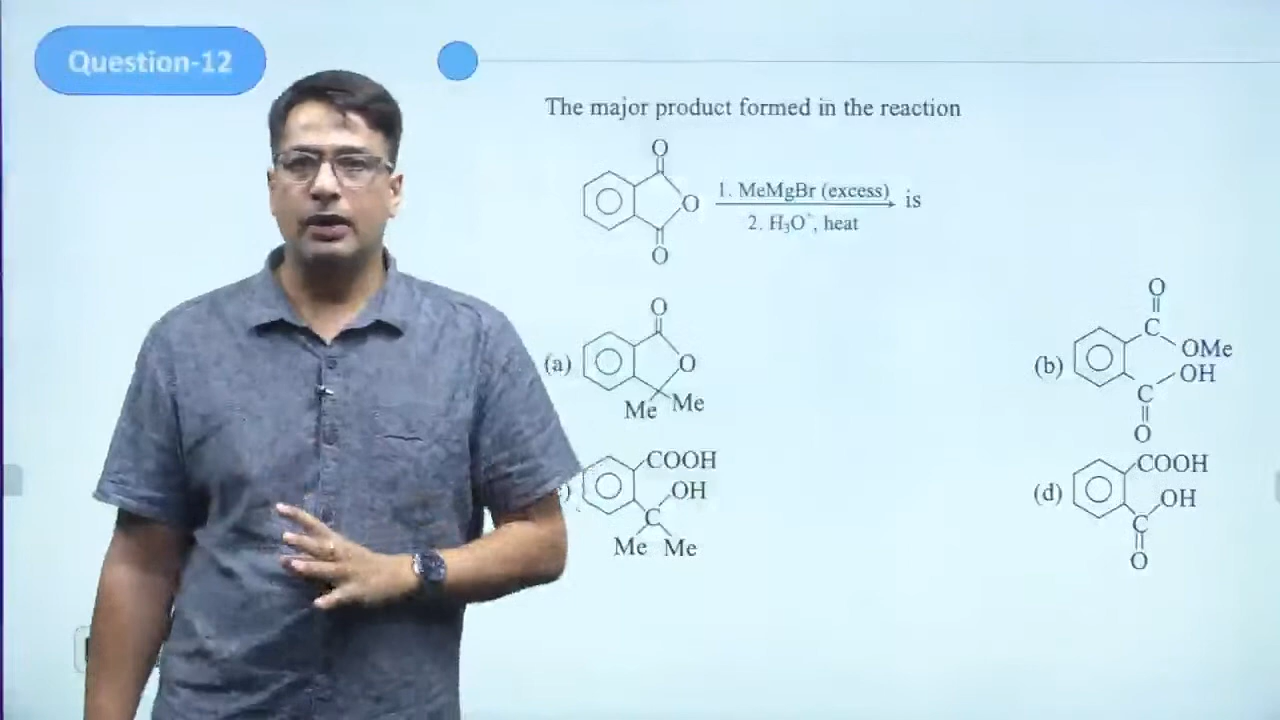 Question-12
The major product formed in the reaction
O
O
O
1. MeMgBr (excess)
2. H₃O⁺, heat
is
(a)
O
O
Me Me
(b)
O
C
OMe
OH
C
O
)
COOH
OH
C
Me Me
(d)
COOH
OH
C
O